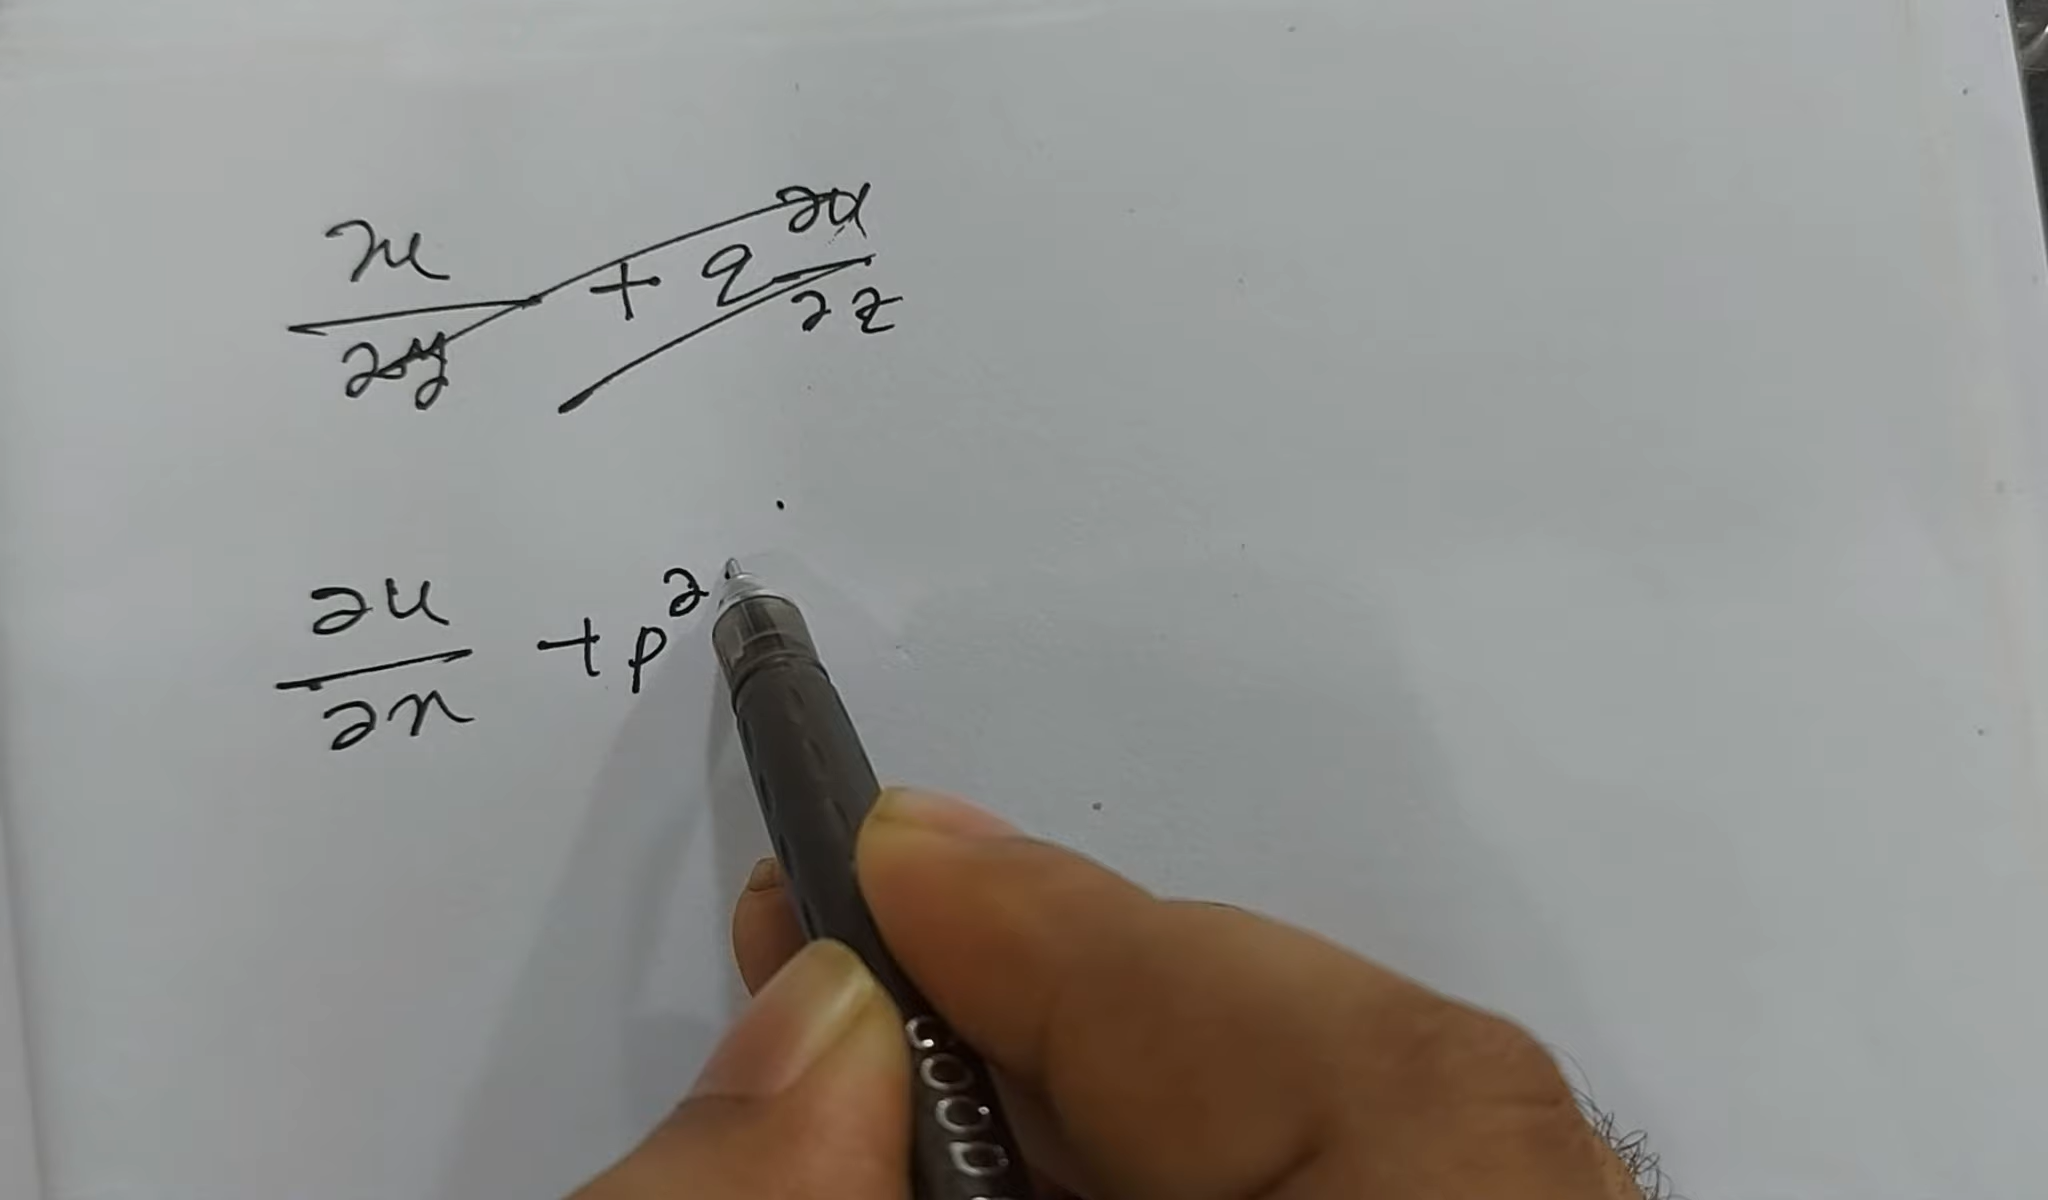 ∂u/∂y + q ∂u/∂z
∂u/∂x + p ∂